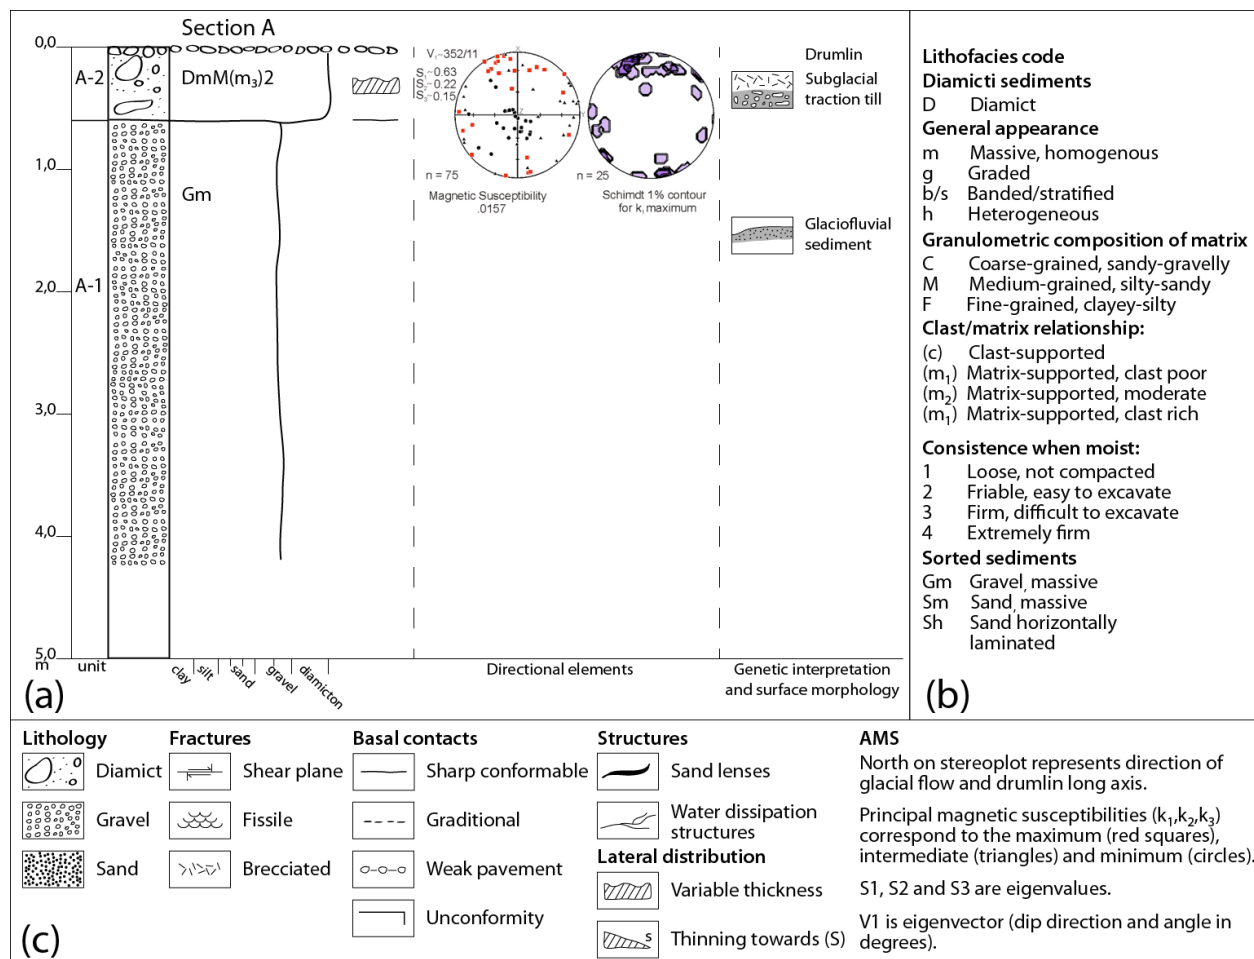 Section A
0,0
A-2
DmM(m₃)2
V₁~352/11
S₁~0.63
S₂~0.22
S₃~0.15
X
Y
Z
n = 75
n = 25
Magnetic Susceptibility
.0157
Schimdt 1% contour
for k₁ maximum
Drumlin
Subglacial
traction till
1,0
Gm
Glaciofluvial
sediment
A-1
2,0
3,0
4,0
5,0
m
unit
clay
silt
sand
gravel
diamicton
Directional elements
Genetic interpretation
and surface morphology
(a)
Lithofacies code
Diamicti sediments
D Diamict
General appearance
m Massive, homogenous
g Graded
b/s Banded/stratified
h Heterogeneous
Granulometric composition of matrix
C Coarse-grained, sandy-gravelly
M Medium-grained, silty-sandy
F Fine-grained, clayey-silty
Clast/matrix relationship:
(c) Clast-supported
(m₁) Matrix-supported, clast poor
(m₂) Matrix-supported, moderate
(m₁) Matrix-supported, clast rich
Consistence when moist:
1 Loose, not compacted
2 Friable, easy to excavate
3 Firm, difficult to excavate
4 Extremely firm
Sorted sediments
Gm Gravel, massive
Sm Sand, massive
Sh Sand horizontally
laminated
(b)
Lithology
Diamict
Gravel
Sand
Fractures
Shear plane
Fissile
Brecciated
Basal contacts
Sharp conformable
Graditional
Weak pavement
Unconformity
Structures
Sand lenses
Water dissipation
structures
Lateral distribution
Variable thickness
S
Thinning towards (S)
AMS
North on stereoplot represents direction of
glacial flow and drumlin long axis.
Principal magnetic susceptibilities (k₁,k₂,k₃)
correspond to the maximum (red squares),
intermediate (triangles) and minimum (circles).
S1, S2 and S3 are eigenvalues.
V1 is eigenvector (dip direction and angle in
degrees).
(c)